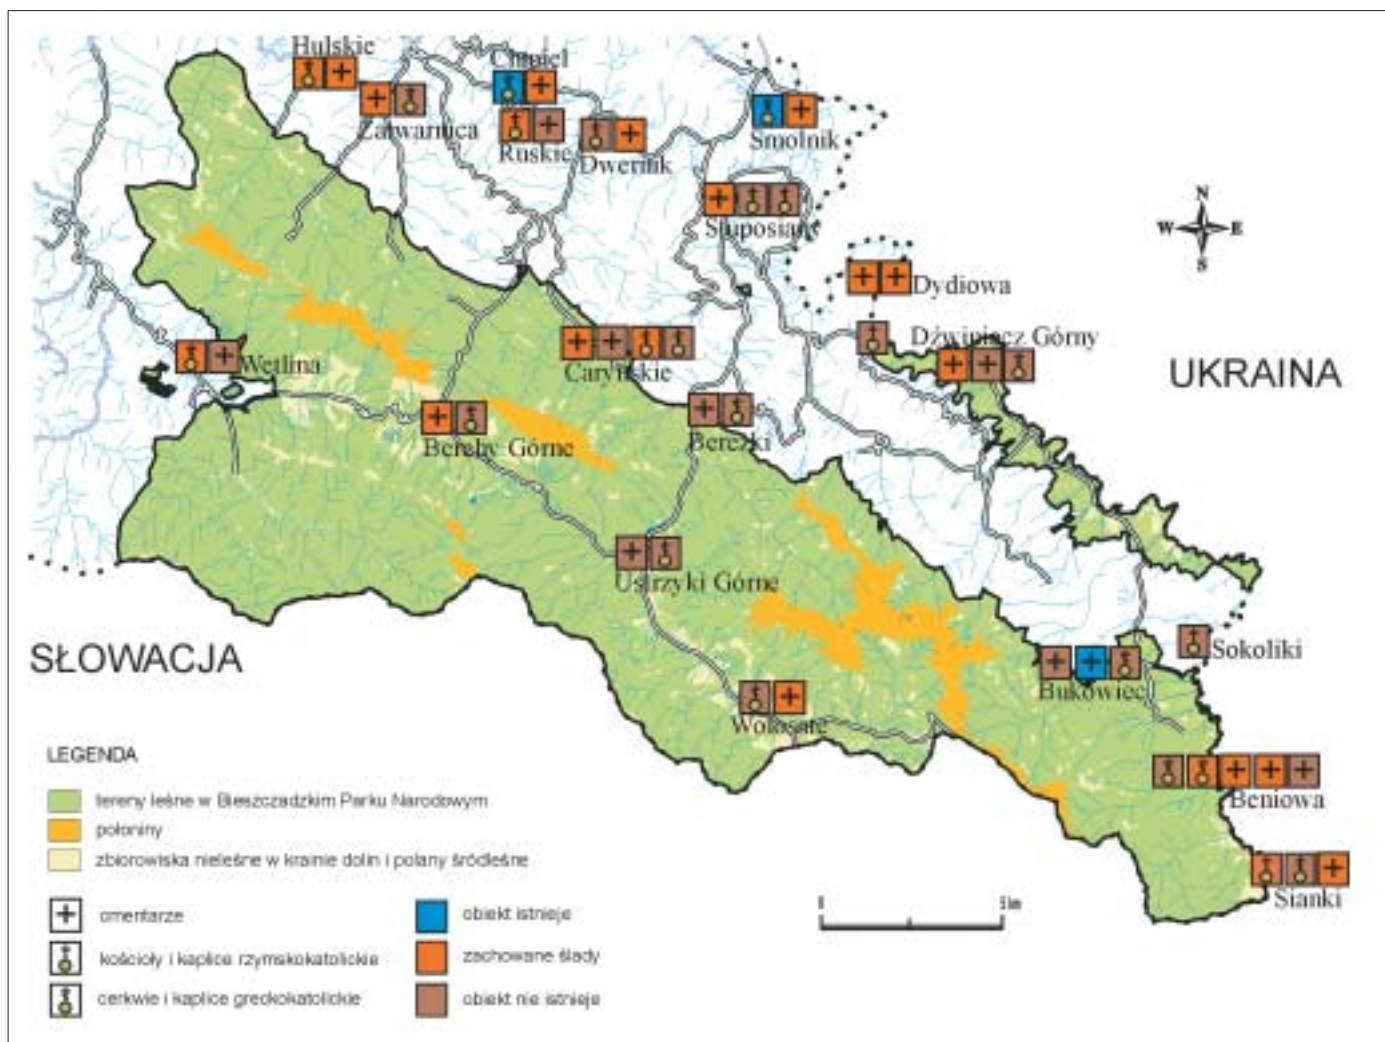 Hulskie
Chmiel
Zatwarnica
Ruskie
Dwernik
Smolnik
Stuposiany
N
W E
S
Dydiowa
Dźwiniacz Górny
UKRAINA
Wetlina
Caryńskie
Berehy Górne
Bereżki
Ustrzyki Górne
SŁOWACJA
Sokoliki
Bukowiec
Wołosate
Beniowa
Sianki
LEGENDA
tereny leśne w Bieszczadzkim Parku Narodowym
połoniny
zbiorowiska nieleśne w krainie dolin i polany śródleśne
cmentarze
kościoły i kaplice rzymskokatolickie
cerkwie i kaplice greckokatolickie
obiekt istnieje
zachowane ślady
obiekt nie istnieje